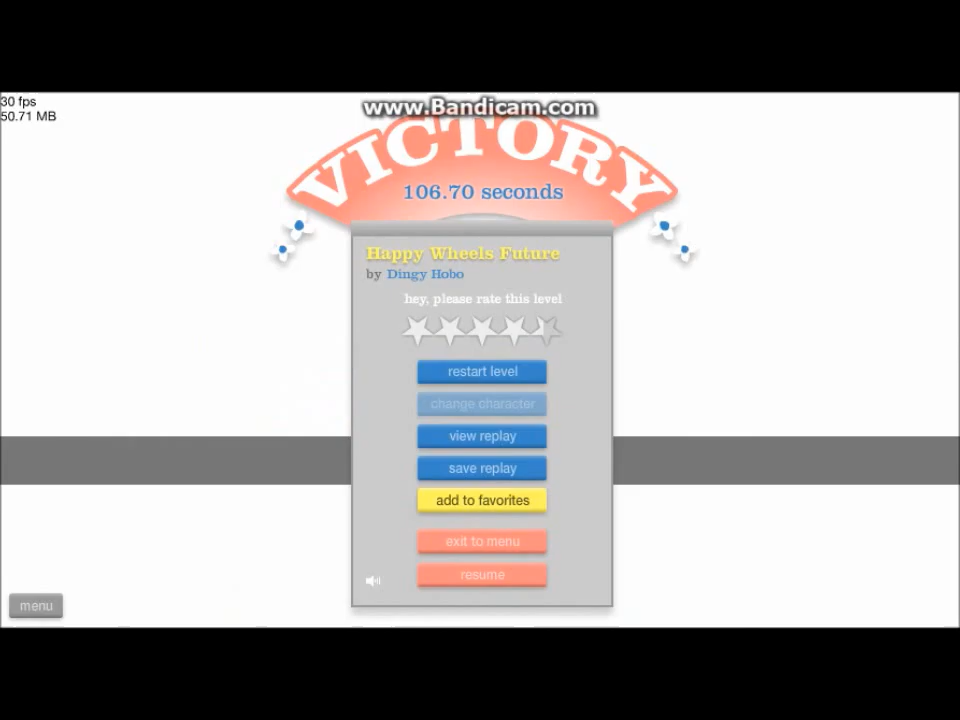 30 fps
50.71 MB
www.Bandicam.com
VICTORY
106.70 seconds
Happy Wheels Future
by Dingy Hobo
hey, please rate this level
restart level
change character
view replay
save replay
add to favorites
exit to menu
resume
menu